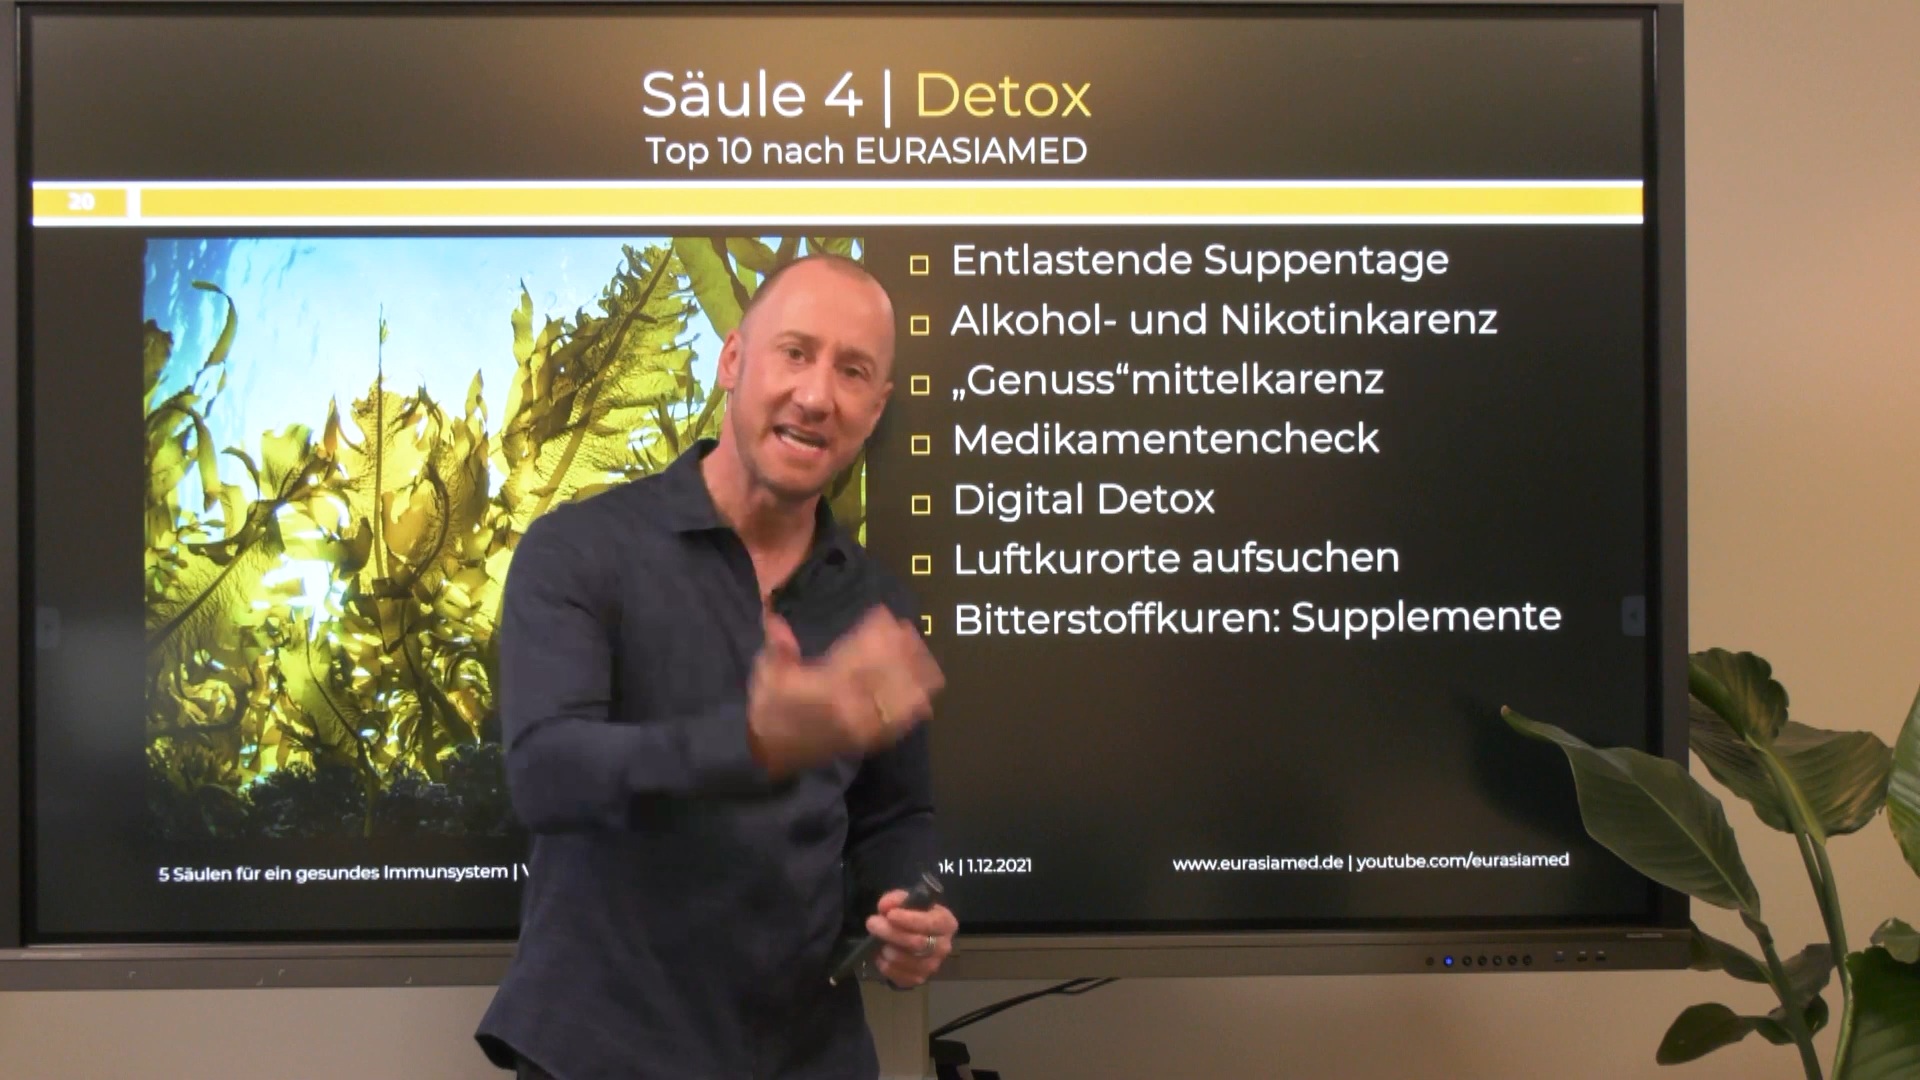 Säule 4 | Detox
Top 10 nach EURASIAMED
20
Entlastende Suppentage
Alkohol- und Nikotinkarenz
„Genuss“mittelkarenz
Medikamentencheck
Digital Detox
Luftkurorte aufsuchen
Bitterstoffkuren: Supplemente
5 Säulen für ein gesundes Immunsystem | | 1.12.2021
www.eurasiamed.de | youtube.com/eurasiamed